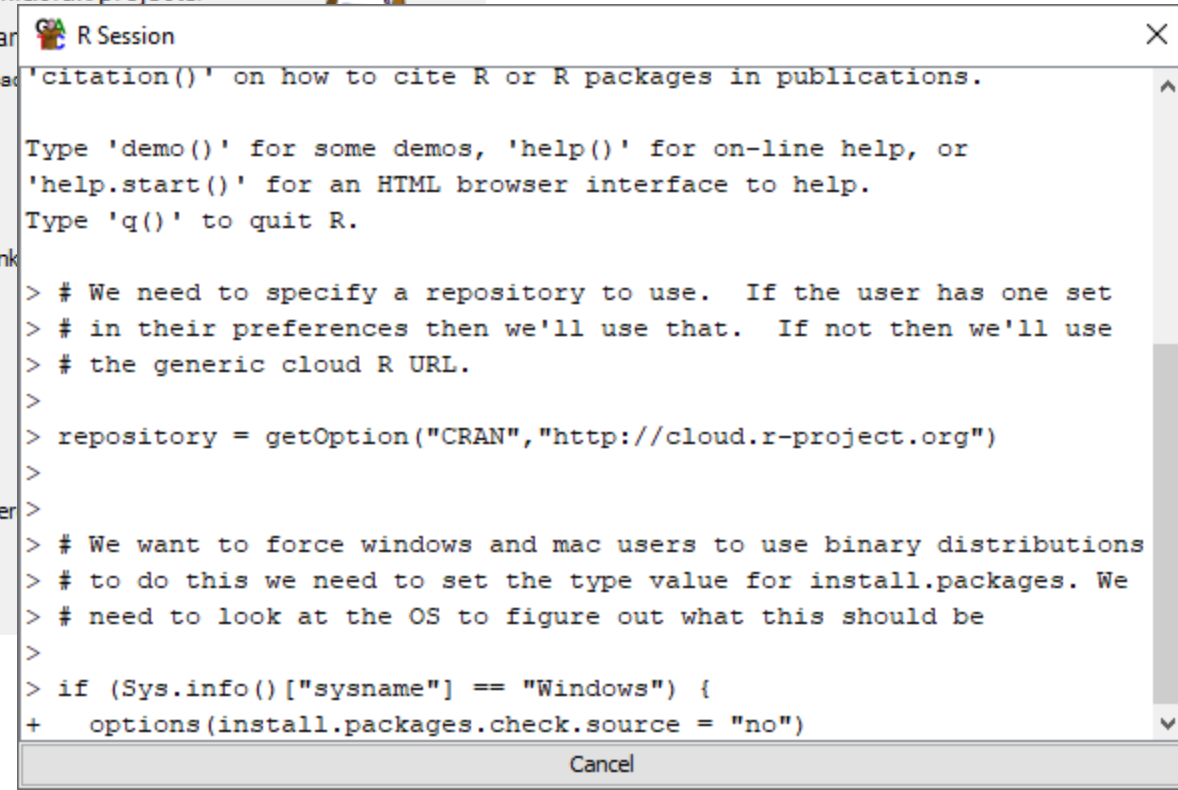 R Session
'citation()' on how to cite R or R packages in publications.
Type 'demo()' for some demos, 'help()' for on-line help, or
'help.start()' for an HTML browser interface to help.
Type 'q()' to quit R.
> # We need to specify a repository to use.  If the user has one set
> # in their preferences then we'll use that.  If not then we'll use
> # the generic cloud R URL.
>
> repository = getOption("CRAN","http://cloud.r-project.org")
>
>
> # We want to force windows and mac users to use binary distributions
> # to do this we need to set the type value for install.packages. We
> # need to look at the OS to figure out what this should be
>
> if (Sys.info()["sysname"] == "Windows") {
+   options(install.packages.check.source = "no")
Cancel